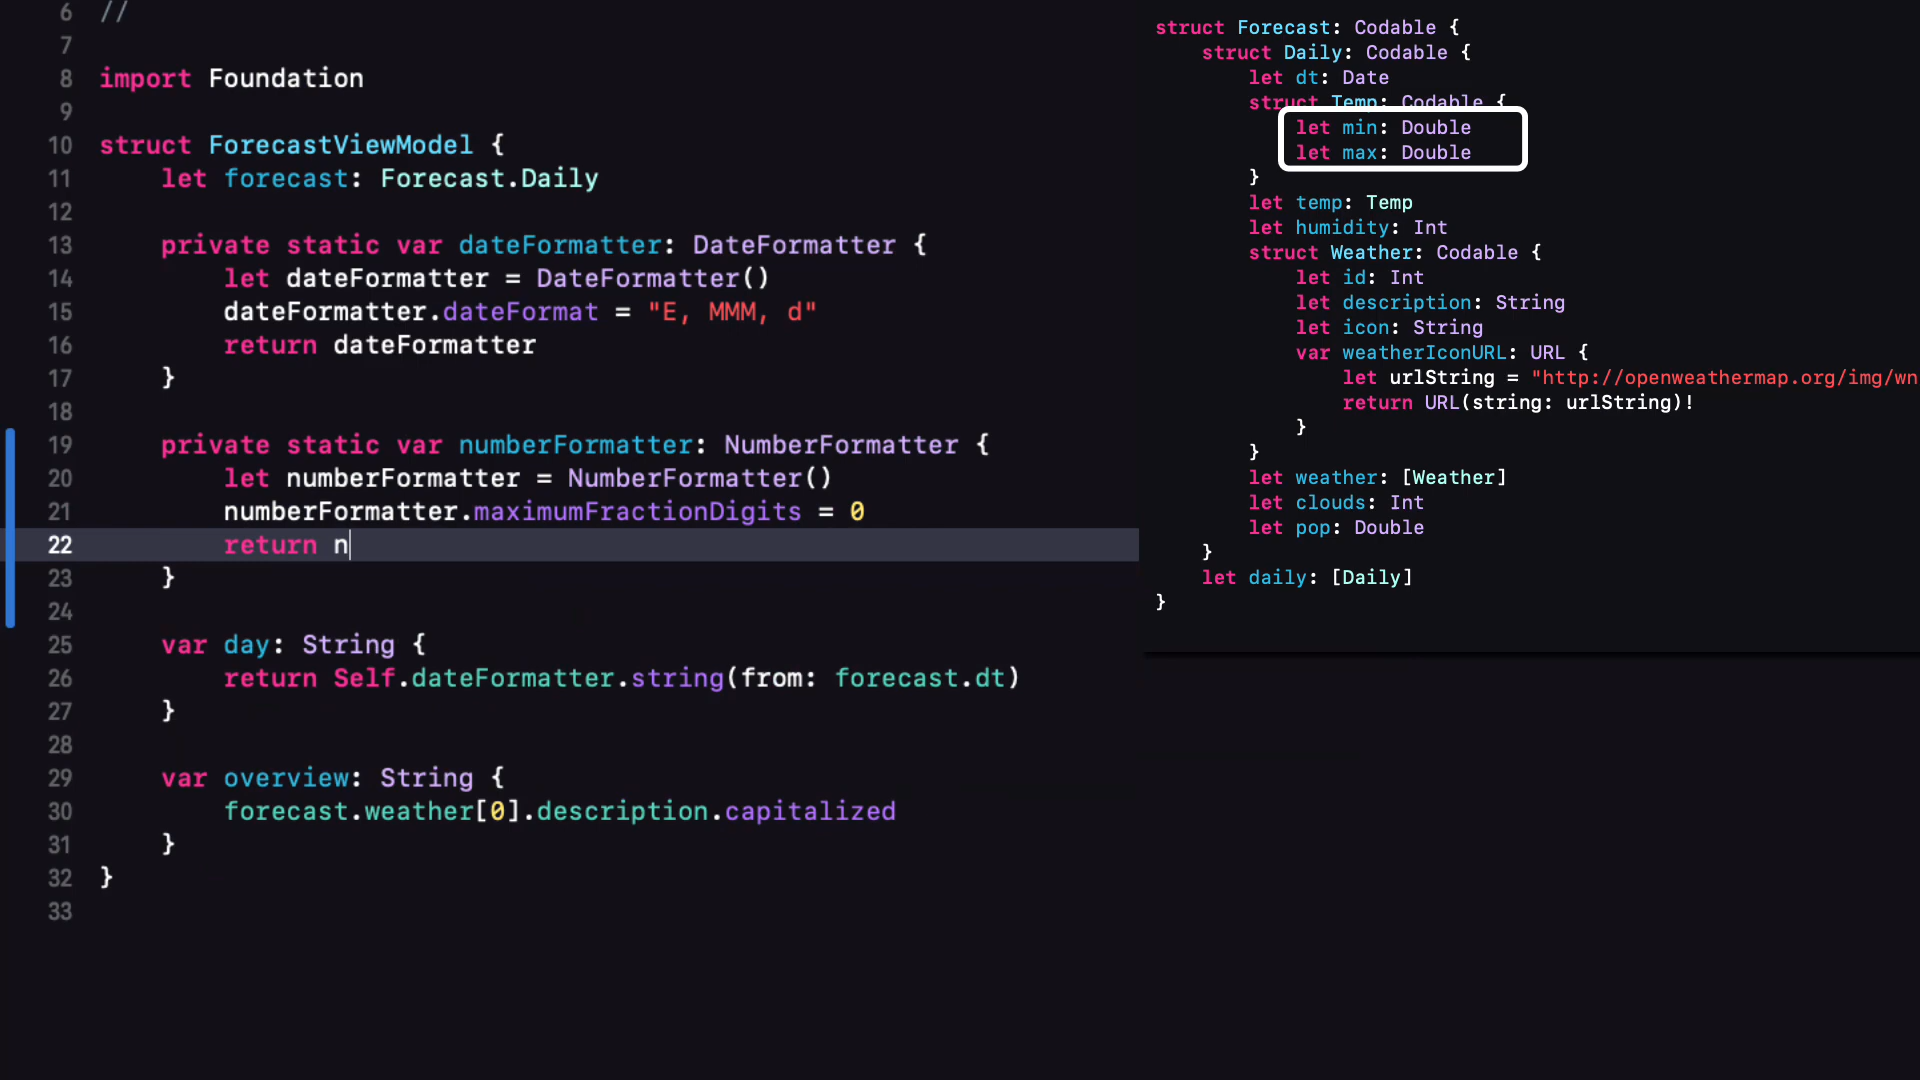 6 //
7
8 import Foundation
9
10 struct ForecastViewModel {
11 let forecast: Forecast.Daily
12
13 private static var dateFormatter: DateFormatter {
14 let dateFormatter = DateFormatter()
15 dateFormatter.dateFormat = "E, MMM, d"
16 return dateFormatter
17 }
18
19 private static var numberFormatter: NumberFormatter {
20 let numberFormatter = NumberFormatter()
21 numberFormatter.maximumFractionDigits = 0
22 return n
23 }
24
25 var day: String {
26 return Self.dateFormatter.string(from: forecast.dt)
27 }
28
29 var overview: String {
30 forecast.weather[0].description.capitalized
31 }
32 }
33
struct Forecast: Codable {
struct Daily: Codable {
let dt: Date
struct Temp: Codable {
let min: Double
let max: Double
}
let temp: Temp
let humidity: Int
struct Weather: Codable {
let id: Int
let description: String
let icon: String
var weatherIconURL: URL {
let urlString = "http://openweathermap.org/img/wn
return URL(string: urlString)!
}
}
let weather: [Weather]
let clouds: Int
let pop: Double
}
let daily: [Daily]
}